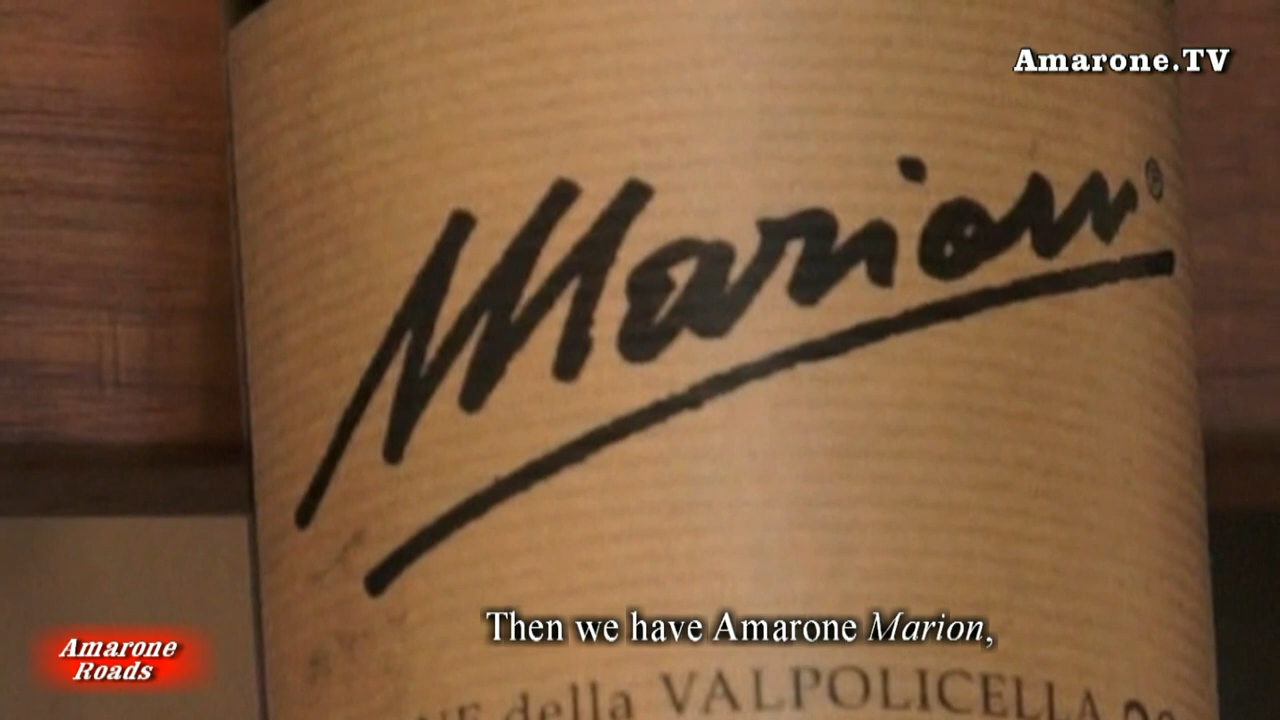 Amarone.TV
Marion®
Then we have Amarone Marion,
Amarone
Roads
della VALPOLICELLA